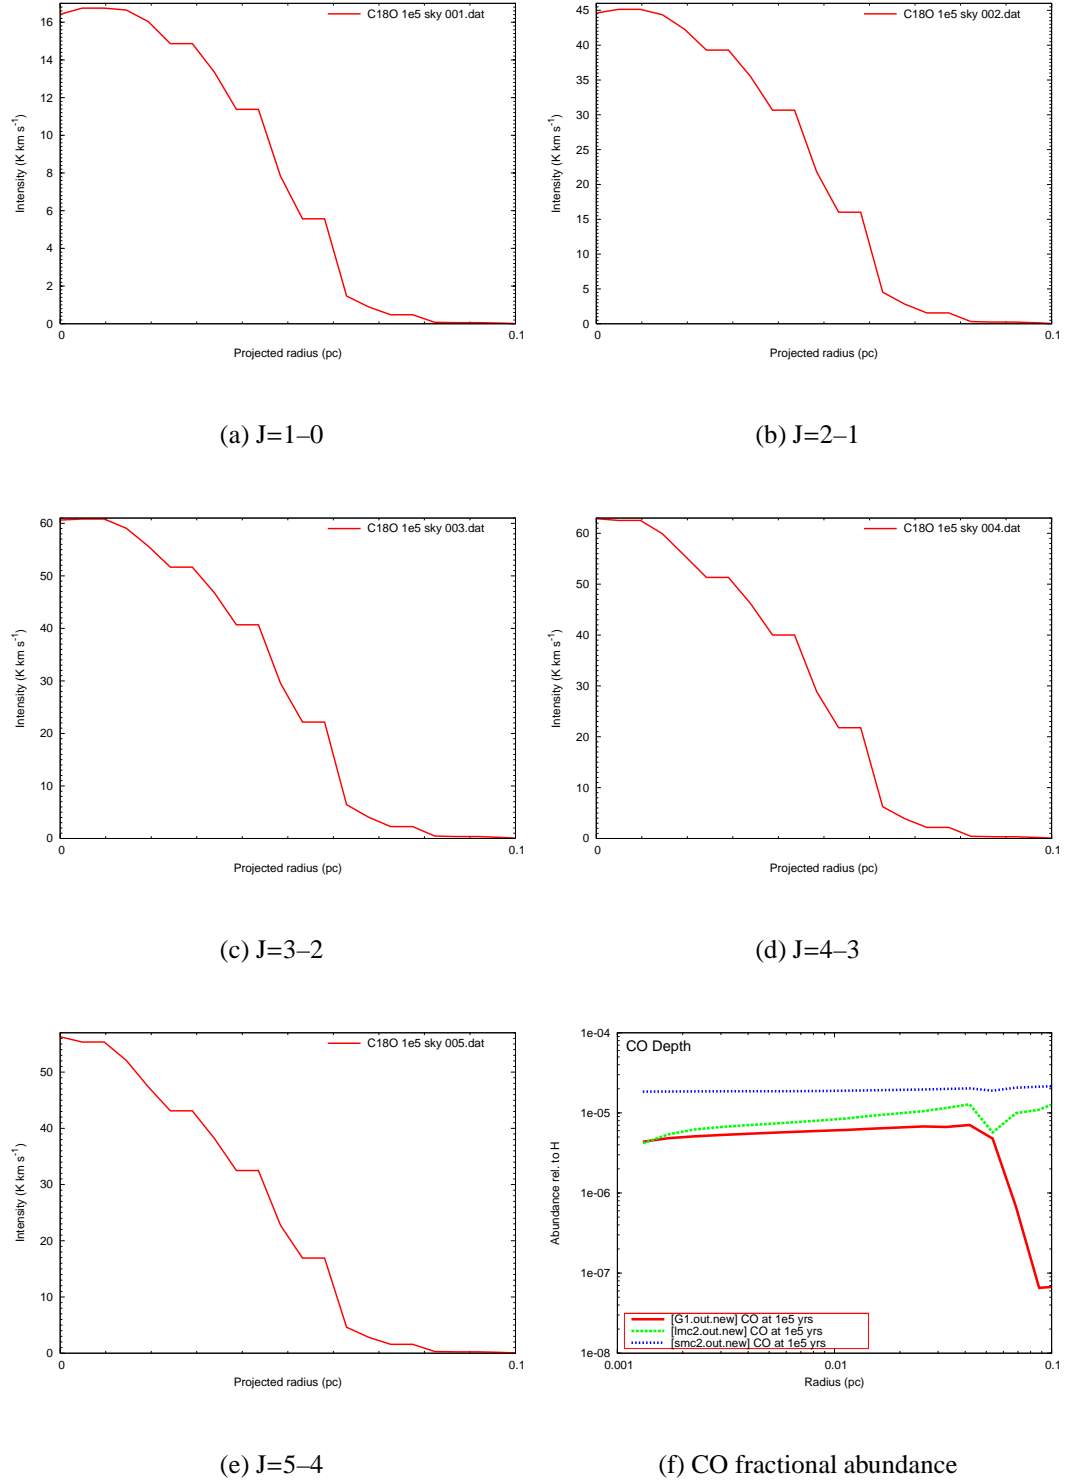 C18O 1e5 sky 001.dat
16
14
12
10
8
6
4
2
0
0
0.1
Intensity (K km s-1)
Projected radius (pc)
(a) J=1–0
C18O 1e5 sky 002.dat
45
40
35
30
25
20
15
10
5
0
0
0.1
Intensity (K km s-1)
Projected radius (pc)
(b) J=2–1
C18O 1e5 sky 003.dat
60
50
40
30
20
10
0
0
0.1
Intensity (K km s-1)
Projected radius (pc)
(c) J=3–2
C18O 1e5 sky 004.dat
60
50
40
30
20
10
0
0
0.1
Intensity (K km s-1)
Projected radius (pc)
(d) J=4–3
C18O 1e5 sky 005.dat
50
40
30
20
10
0
0
0.1
Intensity (K km s-1)
Projected radius (pc)
(e) J=5–4
CO Depth
1e-04
1e-05
1e-06
1e-07
1e-08
Abundance rel. to H
[G1.out.new] CO at 1e5 yrs
[lmc2.out.new] CO at 1e5 yrs
[smc2.out.new] CO at 1e5 yrs
0.001
0.01
0.1
Radius (pc)
(f) CO fractional abundance